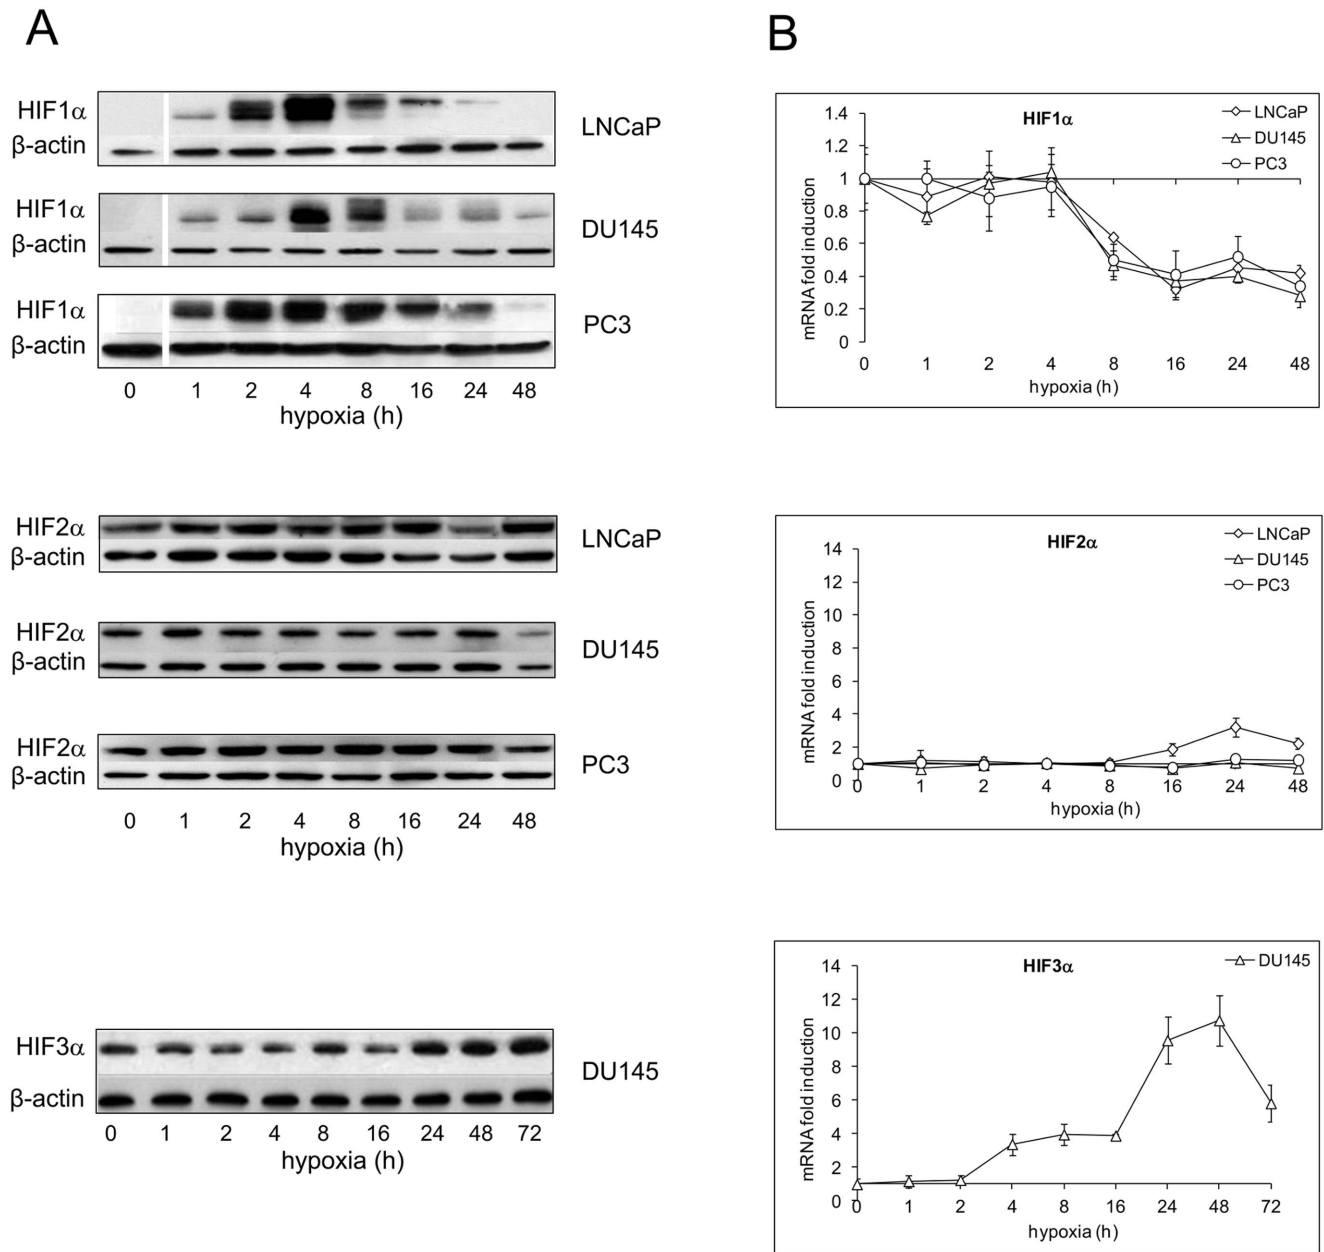 A
HIF1α
β-actin
LNCaP
HIF1α
β-actin
DU145
HIF1α
β-actin
PC3
0 1 2 4 8 16 24 48
hypoxia (h)
HIF2α
β-actin
LNCaP
HIF2α
β-actin
DU145
HIF2α
β-actin
PC3
0 1 2 4 8 16 24 48
hypoxia (h)
HIF3α
β-actin
DU145
0 1 2 4 8 16 24 48 72
hypoxia (h)
B
HIF1α
LNCaP
DU145
PC3
mRNA fold induction
1.4
1.2
1
0.8
0.6
0.4
0.2
0
0 1 2 4 8 16 24 48
hypoxia (h)
HIF2α
LNCaP
DU145
PC3
mRNA fold induction
14
12
10
8
6
4
2
0
0 1 2 4 8 16 24 48
hypoxia (h)
HIF3α
DU145
mRNA fold induction
14
12
10
8
6
4
2
0
0 1 2 4 8 16 24 48 72
hypoxia (h)